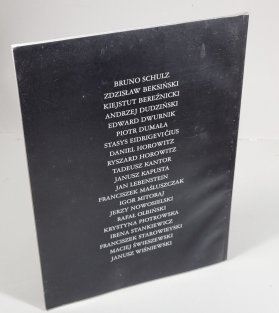 BRUNO SCHULZ
ZDZISŁAW BEKSIŃSKI
KIEJSTUT BEREŹNICKI
ANDRZEJ DUDZIŃSKI
EDWARD DWURNIK
PIOTR DUMAŁA
STASYS EIDRIGEVIČIUS
DANIEL HOROWITZ
RYSZARD HOROWITZ
TADEUSZ KANTOR
JANUSZ KAPUSTA
JAN LEBENSTEIN
FRANCISZEK MAŚLUSZCZAK
IGOR MITORAJ
JERZY NOWOSIELSKI
RAFAŁ OLBIŃSKI
KRYSTYNA PIOTROWSKA
IRENA STANKIEWICZ
FRANCISZEK STAROWIEYSKI
MACIEJ ŚWIESZEWSKI
JANUSZ WIŚNIEWSKI